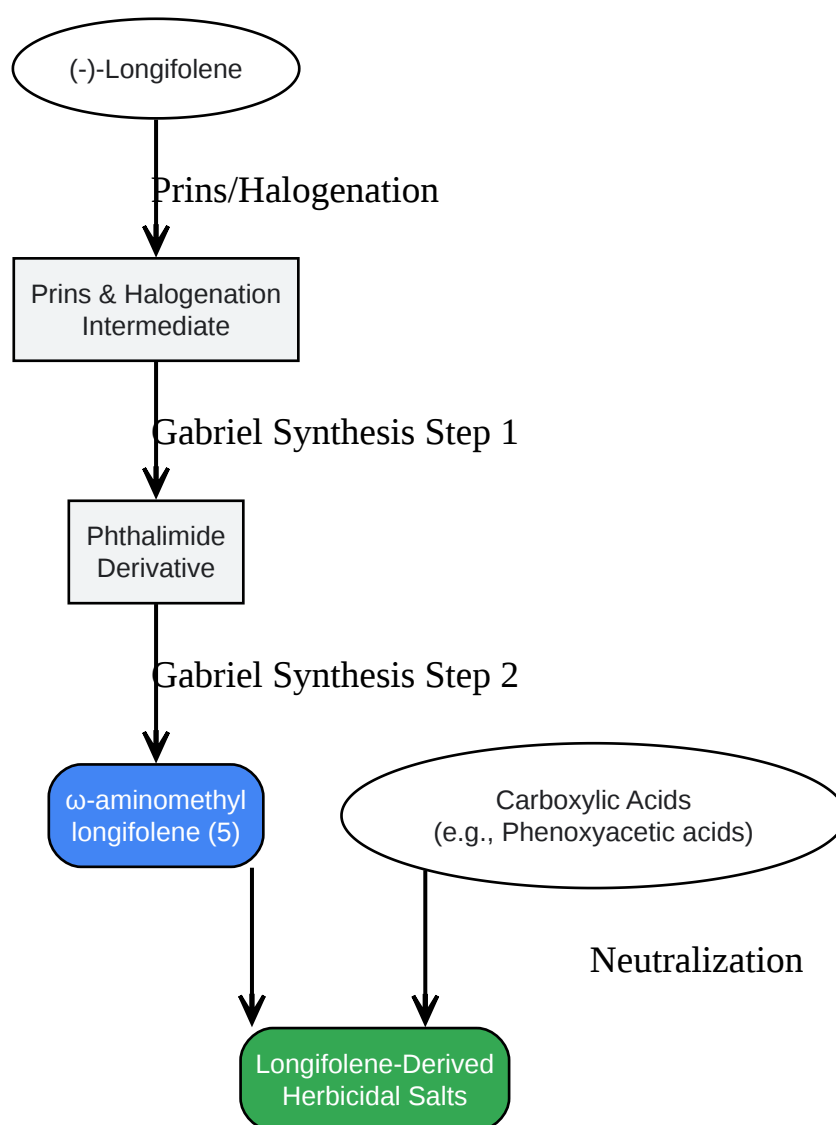 (-)-Longifolene
Prins/Halogenation
Prins & Halogenation
Intermediate
Gabriel Synthesis Step 1
Phthalimide
Derivative
Gabriel Synthesis Step 2
ω-aminomethyl
longifolene (5)
Carboxylic Acids
(e.g., Phenoxyacetic acids)
Neutralization
Longifolene-Derived
Herbicidal Salts